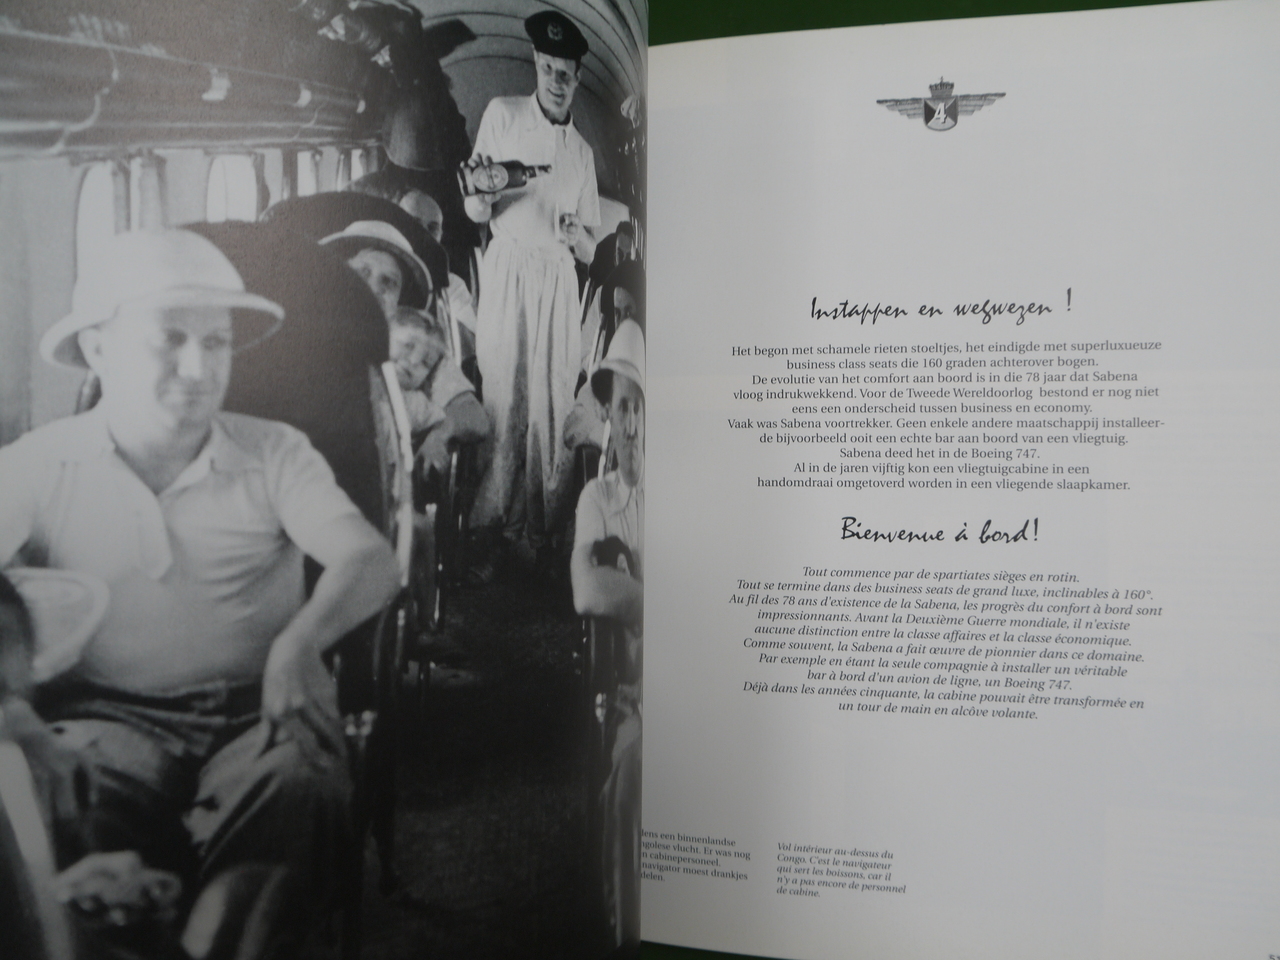 4
Instappen en wegwezen !
Het begon met schamele rieten stoeltjes, het eindigde met superluxueuze
business class seats die 160 graden achterover bogen.
De evolutie van het comfort aan boord is in die 78 jaar dat Sabena
vloog indrukwekkend. Voor de Tweede Wereldoorlog bestond er nog niet
eens een onderscheid tussen business en economy.
Vaak was Sabena voortrekker. Geen enkele andere maatschappij installeer-
de bijvoorbeeld ooit een echte bar aan boord van een vliegtuig.
Sabena deed het in de Boeing 747.
Al in de jaren vijftig kon een vliegtuigcabine in een
handomdraai omgetoverd worden in een vliegende slaapkamer.
Bienvenue à bord!
Tout commence par de spartiates sièges en rotin.
Tout se termine dans des business seats de grand luxe, inclinables à 160°.
Au fil des 78 ans d'existence de la Sabena, les progrès du confort à bord sont
impressionnants. Avant la Deuxième Guerre mondiale, il n'existe
aucune distinction entre la classe affaires et la classe économique.
Comme souvent, la Sabena a fait œuvre de pionnier dans ce domaine.
Par exemple en étant la seule compagnie à installer un véritable
bar à bord d'un avion de ligne, un Boeing 747.
Déjà dans les années cinquante, la cabine pouvait être transformée en
un tour de main en alcôve volante.
dens een binnenlandse
ngolese vlucht. Er was nog
n cabinepersoneel.
navigator moest drankjes
delen.
Vol intérieur au-dessus du
Congo. C'est le navigateur
qui sert les boissons, car il
n'y a pas encore de personnel
de cabine.